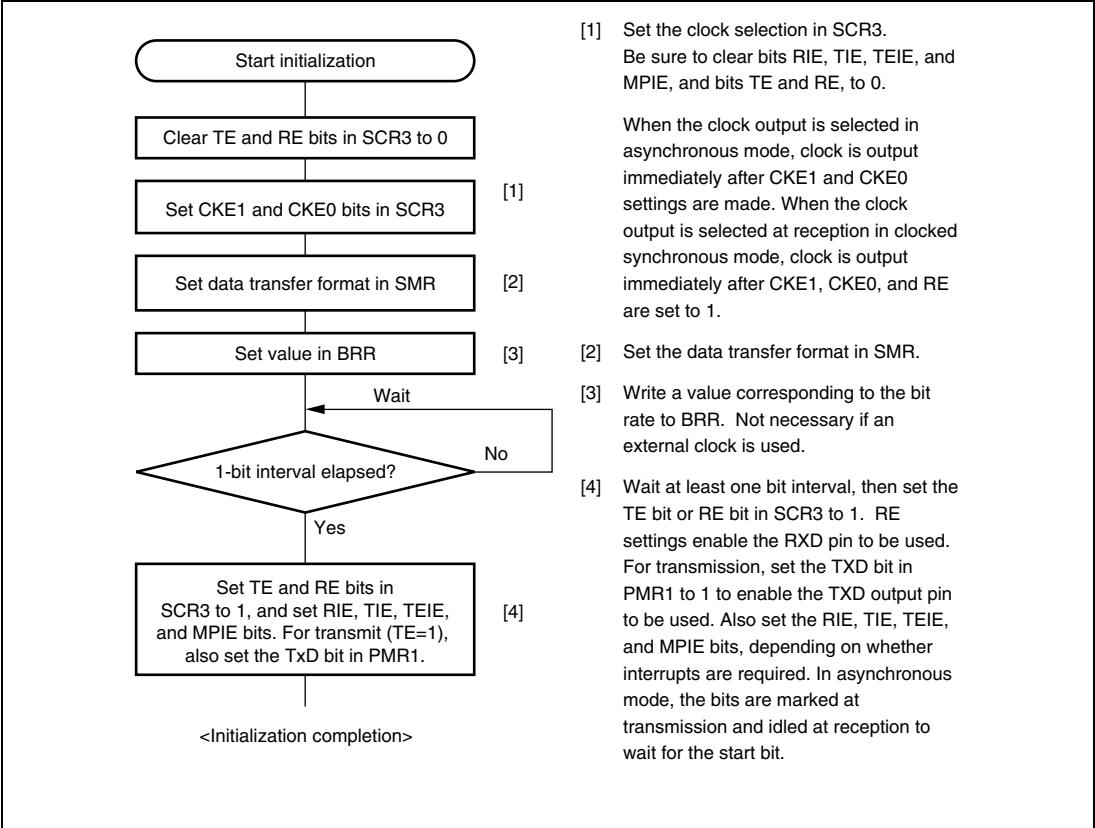 Start initialization
Clear TE and RE bits in SCR3 to 0
Set CKE1 and CKE0 bits in SCR3
[1]
Set data transfer format in SMR
[2]
Set value in BRR
[3]
Wait
1-bit interval elapsed?
No
Yes
Set TE and RE bits in
SCR3 to 1, and set RIE, TIE, TEIE,
and MPIE bits. For transmit (TE=1),
also set the TxD bit in PMR1.
[4]
<Initialization completion>
[1] Set the clock selection in SCR3.
Be sure to clear bits RIE, TIE, TEIE, and
MPIE, and bits TE and RE, to 0.
When the clock output is selected in
asynchronous mode, clock is output
immediately after CKE1 and CKE0
settings are made. When the clock
output is selected at reception in clocked
synchronous mode, clock is output
immediately after CKE1, CKE0, and RE
are set to 1.
[2] Set the data transfer format in SMR.
[3] Write a value corresponding to the bit
rate to BRR. Not necessary if an
external clock is used.
[4] Wait at least one bit interval, then set the
TE bit or RE bit in SCR3 to 1. RE
settings enable the RXD pin to be used.
For transmission, set the TXD bit in
PMR1 to 1 to enable the TXD output pin
to be used. Also set the RIE, TIE, TEIE,
and MPIE bits, depending on whether
interrupts are required. In asynchronous
mode, the bits are marked at
transmission and idled at reception to
wait for the start bit.